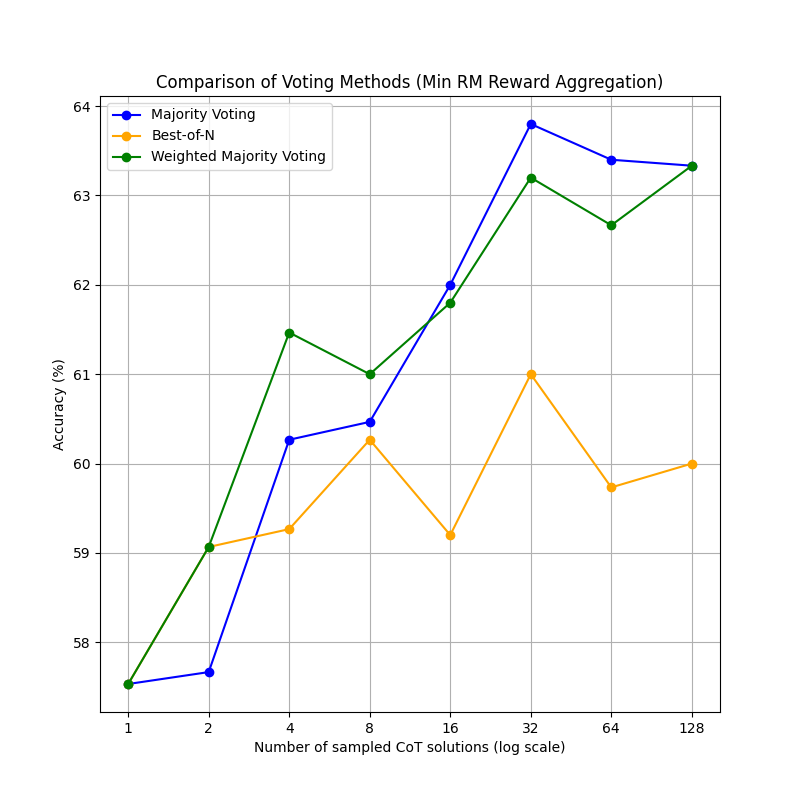 Comparison of Voting Methods (Min RM Reward Aggregation)
Majority Voting
Best-of-N
Weighted Majority Voting
64
63
62
61
60
59
58
Accuracy (%)
1 2 4 8 16 32 64 128
Number of sampled CoT solutions (log scale)